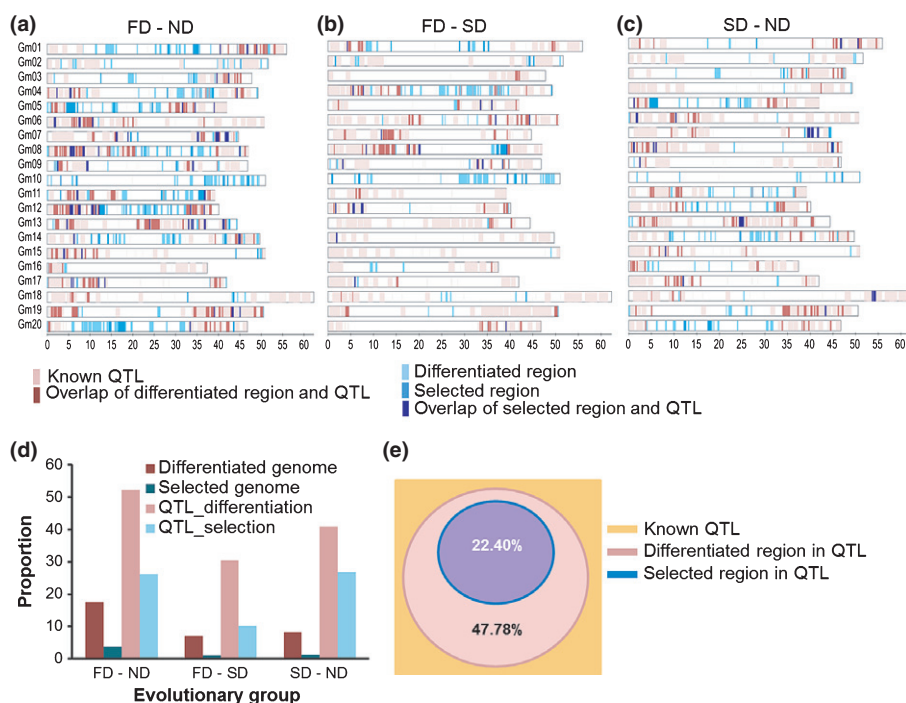 (a) FD - ND
(b) FD - SD
(c) SD - ND
Gm01
Gm02
Gm03
Gm04
Gm05
Gm06
Gm07
Gm08
Gm09
Gm10
Gm11
Gm12
Gm13
Gm14
Gm15
Gm16
Gm17
Gm18
Gm19
Gm20
0 5 10 15 20 25 30 35 40 45 50 55 60
0 5 10 15 20 25 30 35 40 45 50 55 60
0 5 10 15 20 25 30 35 40 45 50 55 60
Known QTL
Overlap of differentiated region and QTL
Differentiated region
Selected region
Overlap of selected region and QTL
(d)
Proportion
60
50
40
30
20
10
0
Differentiated genome
Selected genome
QTL_differentiation
QTL_selection
FD - ND FD - SD SD - ND
Evolutionary group
(e)
22.40%
47.78%
Known QTL
Differentiated region in QTL
Selected region in QTL